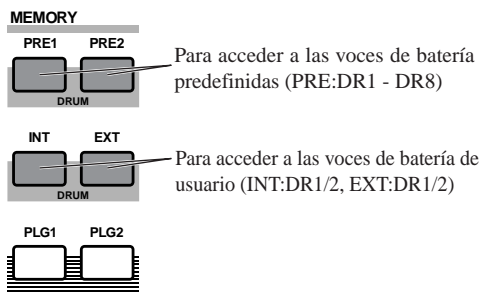 MEMORY
PRE1 PRE2
Para acceder a las voces de batería
predefinidas (PRE:DR1 - DR8)
DRUM
INT EXT
Para acceder a las voces de batería de
usuario (INT:DR1/2, EXT:DR1/2)
DRUM
PLG1 PLG2